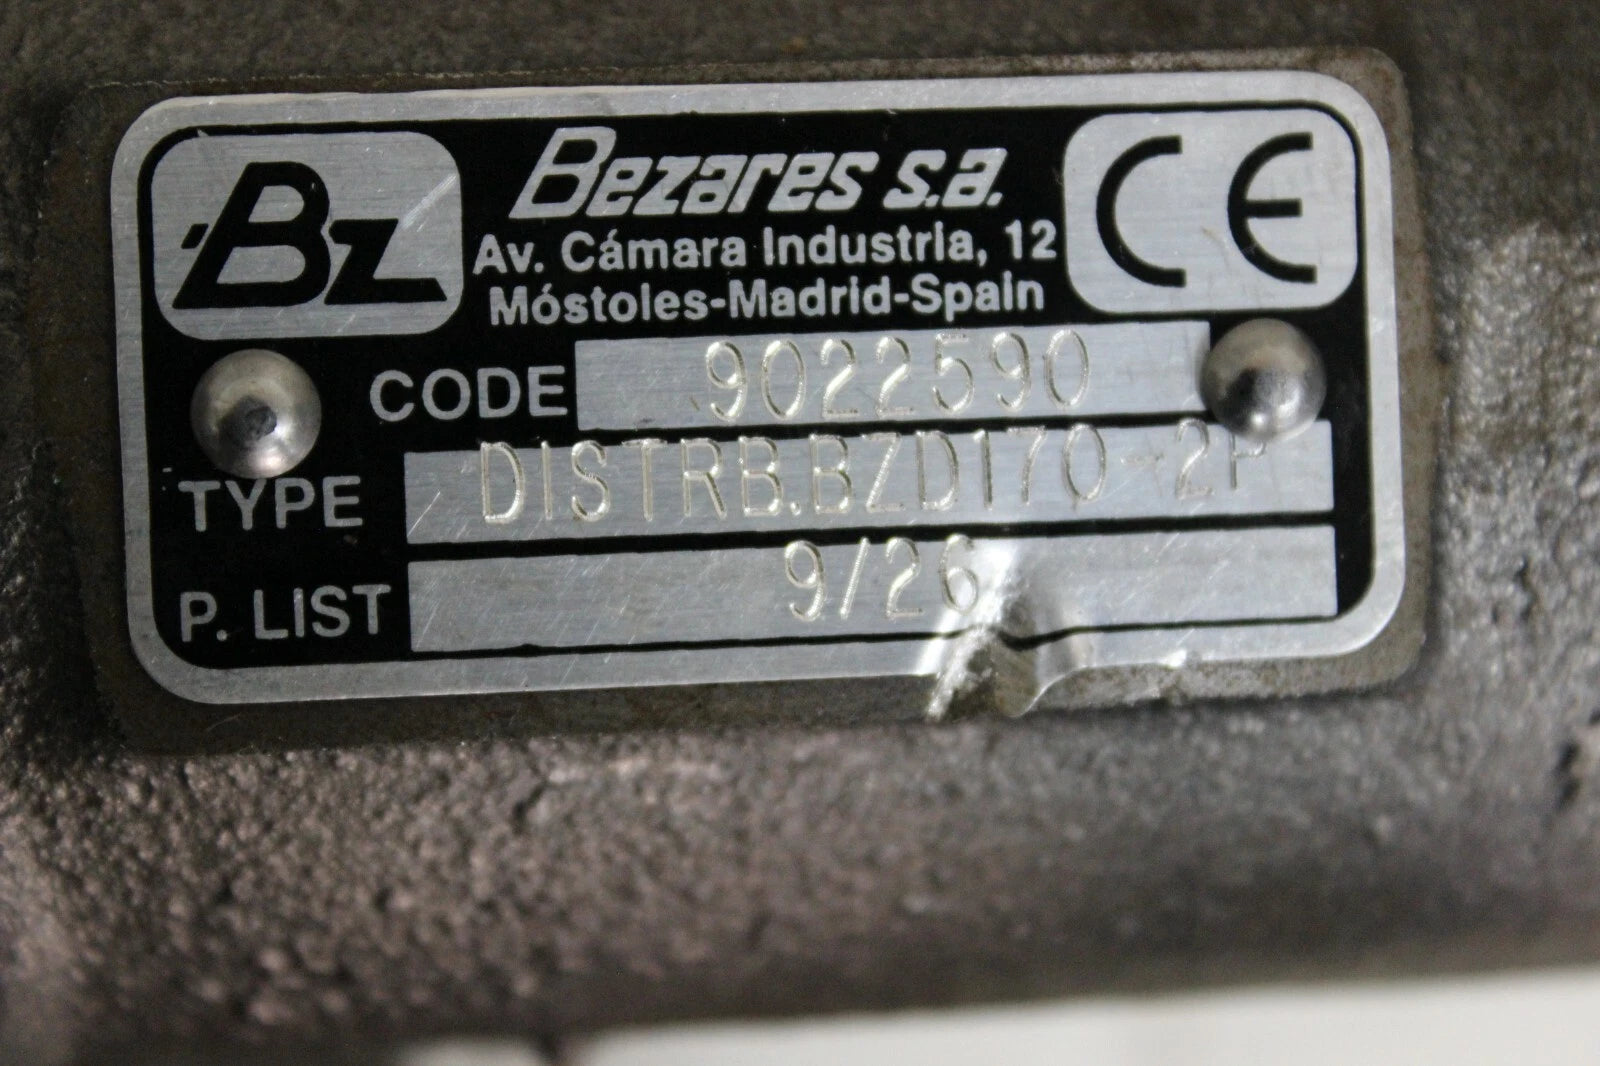 Bz
Bezares s.a.
CE
Av. Cámara Industria, 12
Móstoles-Madrid-Spain
CODE 9022590
TYPE DISTRB.BZD170-2P
P. LIST 9/26